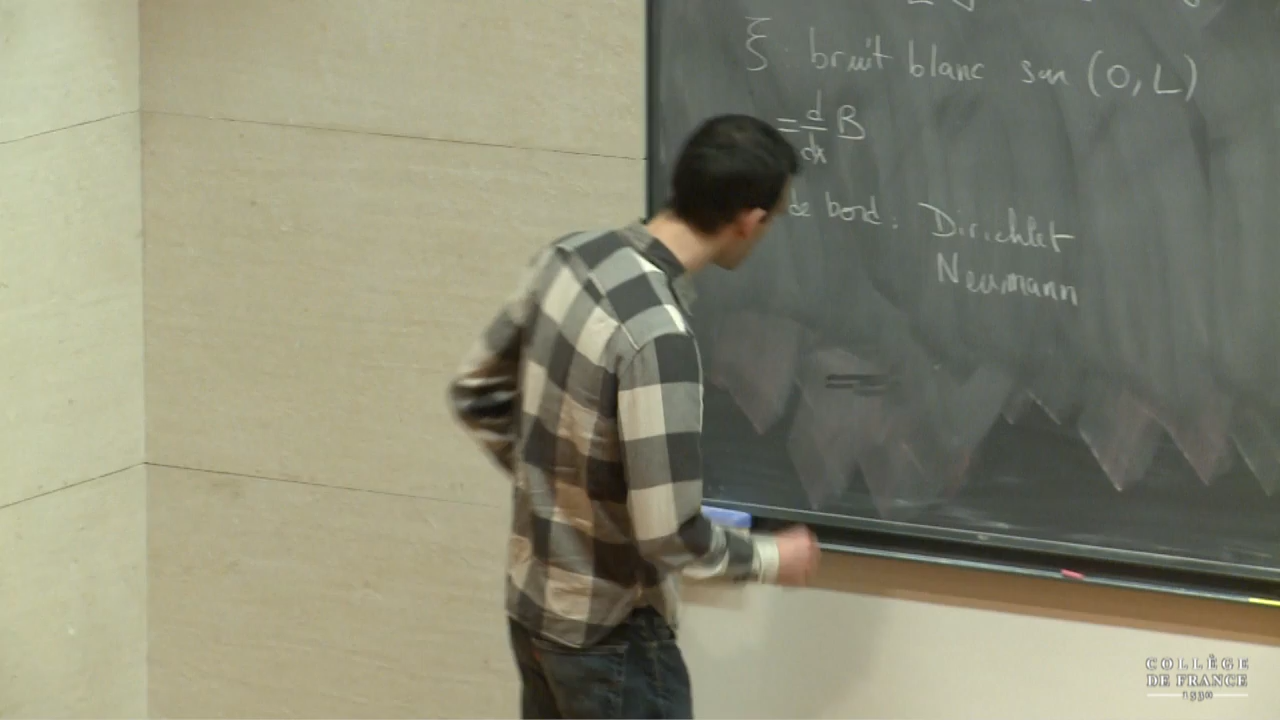 ξ bruit blanc sur (0, L)
= d/dx B
de bord : Dirichlet
Neumann
COLLÈGE
DE FRANCE
1530